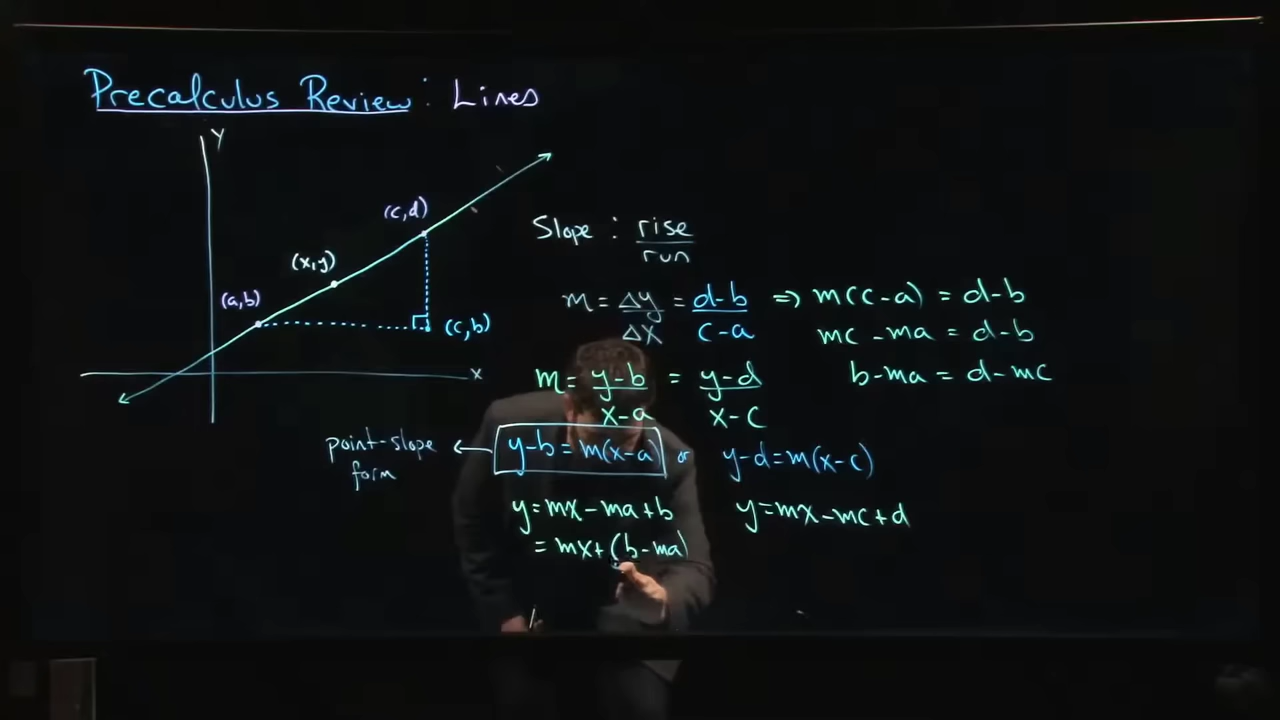 Precalculus Review: Lines
Y
(c,d)
(x,y)
(a,b)
(c,b)
x
Slope: rise/run
m = Δy/Δx = d-b/c-a ⇒ m(c-a) = d-b
mc - ma = d-b
m = y-b/x-a = y-d/x-c
b-ma = d-mc
point-slope form ← y-b=m(x-a) or y-d=m(x-c)
y=mx-ma+b
y=mx-mc+d
= mx+(b-ma)